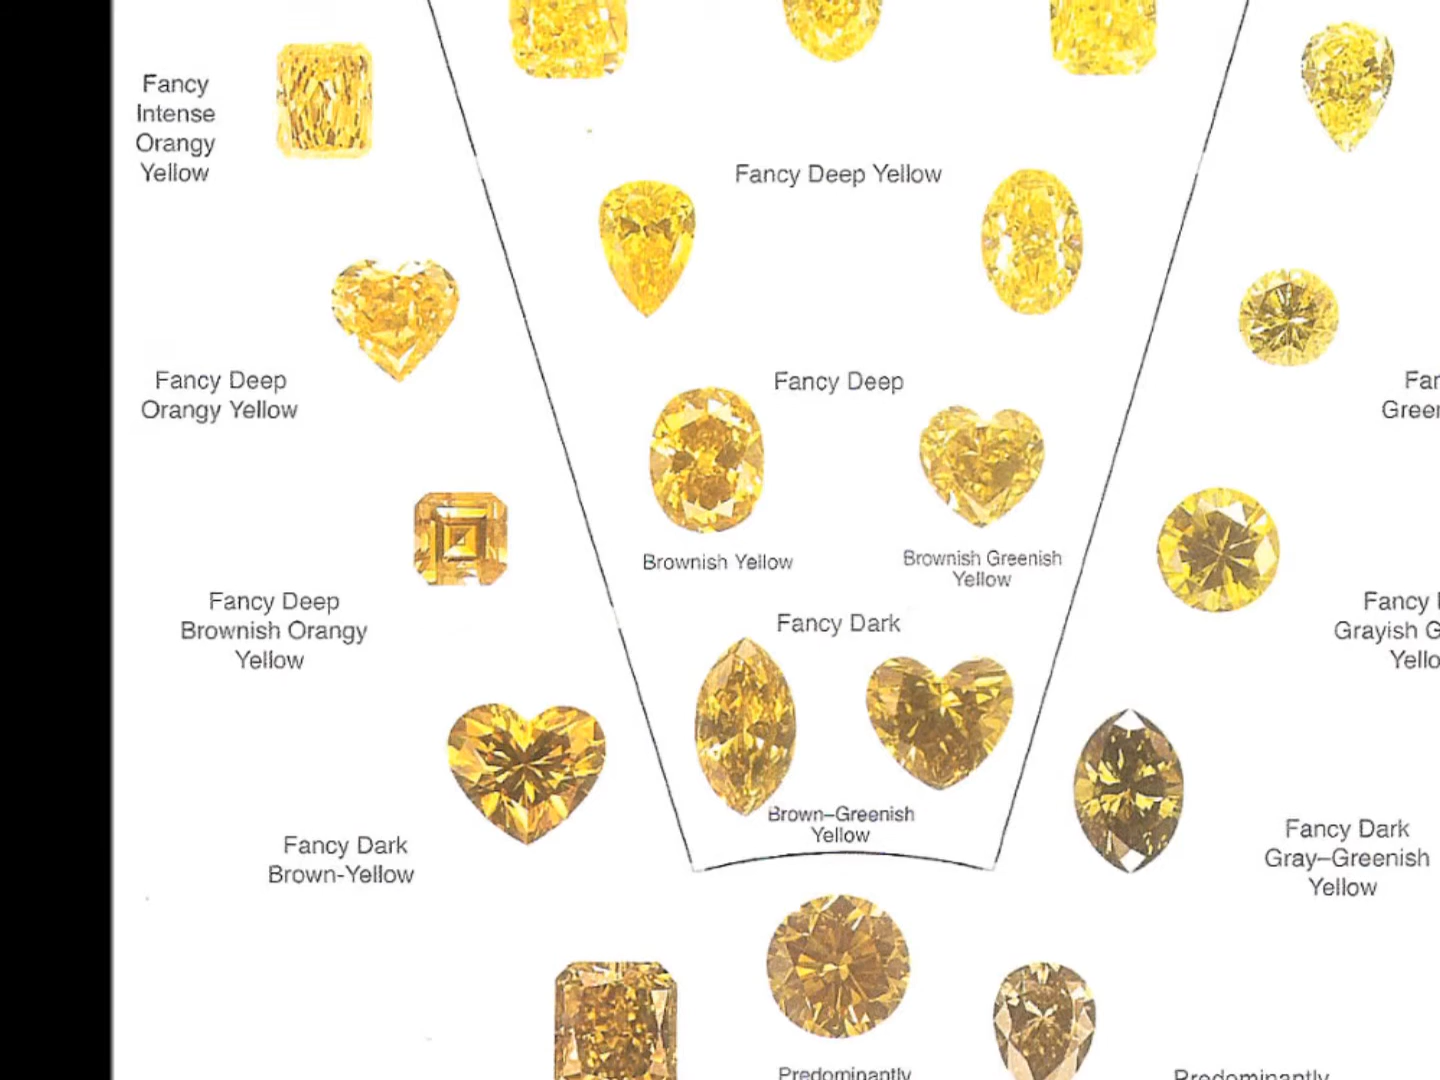 Fancy
Intense
Orangy
Yellow
Fancy Deep Yellow
Fancy Deep
Orangy Yellow
Fancy Deep
Brownish Yellow
Brownish Greenish
Yellow
Fancy Deep
Brownish Orangy
Yellow
Fancy
Grayish
Fancy Dark
Brown–Greenish
Yellow
Fancy Dark
Brown-Yellow
Fancy Dark
Gray–Greenish
Yellow
Predominantly
Predominantly